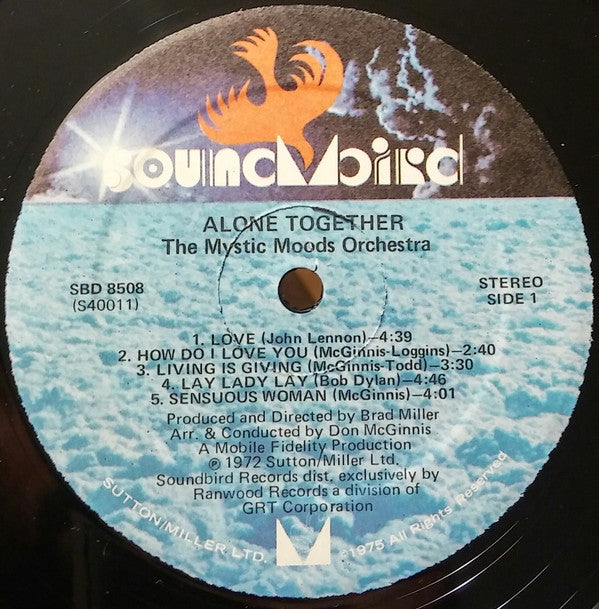 SOUNDBIRD
ALONE TOGETHER
The Mystic Moods Orchestra
SBD 8508
(S40011)
STEREO
SIDE 1
1. LOVE (John Lennon)—4:39
2. HOW DO I LOVE YOU (McGinnis-Loggins)—2:40
3. LIVING IS GIVING (McGinnis-Todd)—3:30
4. LAY LADY LAY (Bob Dylan)—4:46
5. SENSUOUS WOMAN (McGinnis)—4:01
Produced and Directed by Brad Miller
Arr. & Conducted by Don McGinnis
A Mobile Fidelity Production
℗ 1972 Sutton/Miller Ltd.
Soundbird Records dist. exclusively by
Ranwood Records a division of
GRT Corporation
SUTTON/MILLER LTD.
©1975 All Rights Reserved